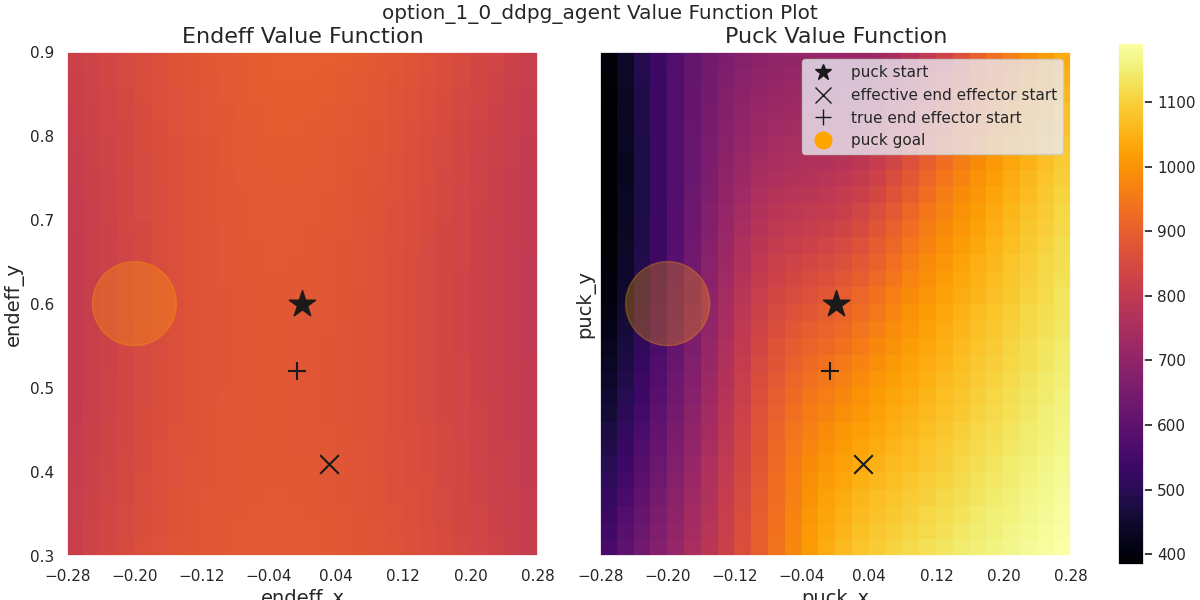 option_1_0_ddpg_agent Value Function Plot
Endeff Value Function
Puck Value Function
0.9
0.8
0.7
0.6
0.5
0.4
0.3
endeff_y
−0.28 −0.20 −0.12 −0.04 0.04 0.12 0.20 0.28
endeff_x
puck_y
puck start
effective end effector start
true end effector start
puck goal
−0.28 −0.20 −0.12 −0.04 0.04 0.12 0.20 0.28
puck_x
1100
1000
900
800
700
600
500
400